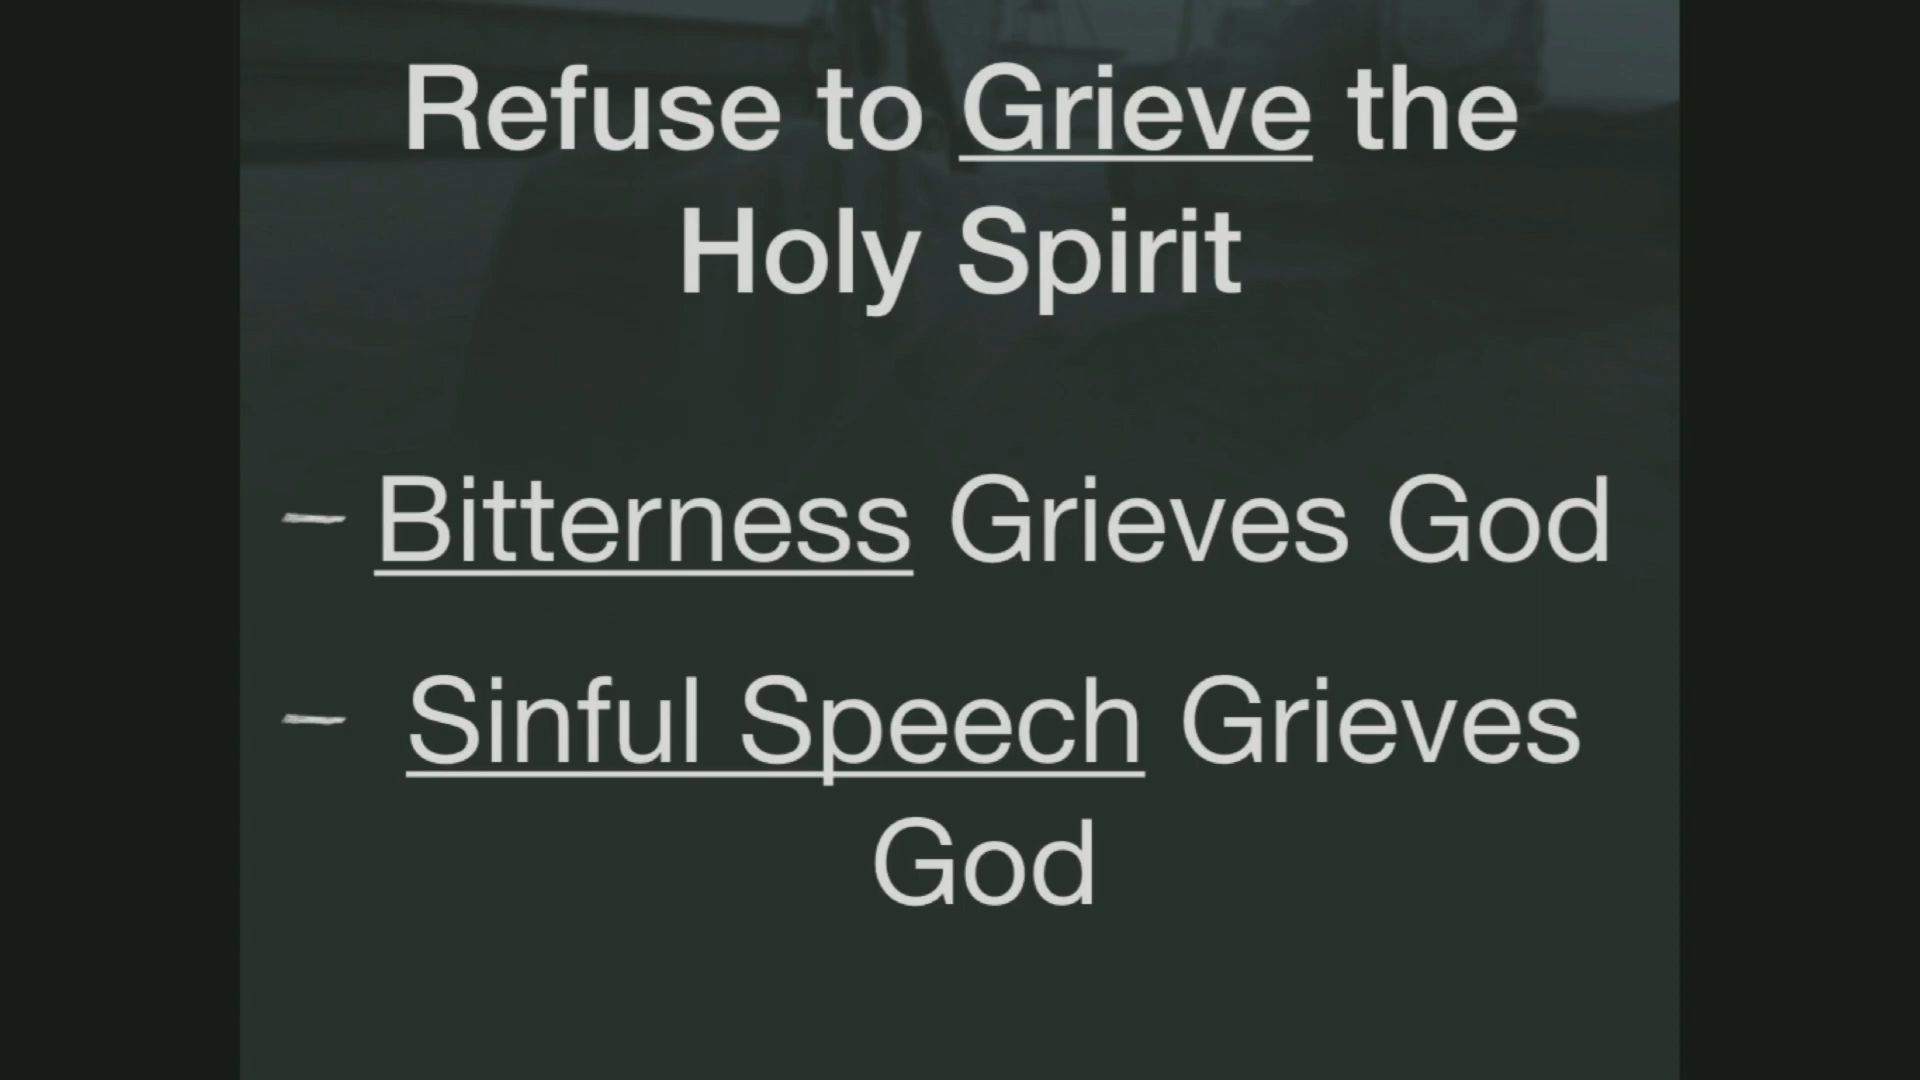 Refuse to Grieve the
Holy Spirit
– Bitterness Grieves God
– Sinful Speech Grieves
God